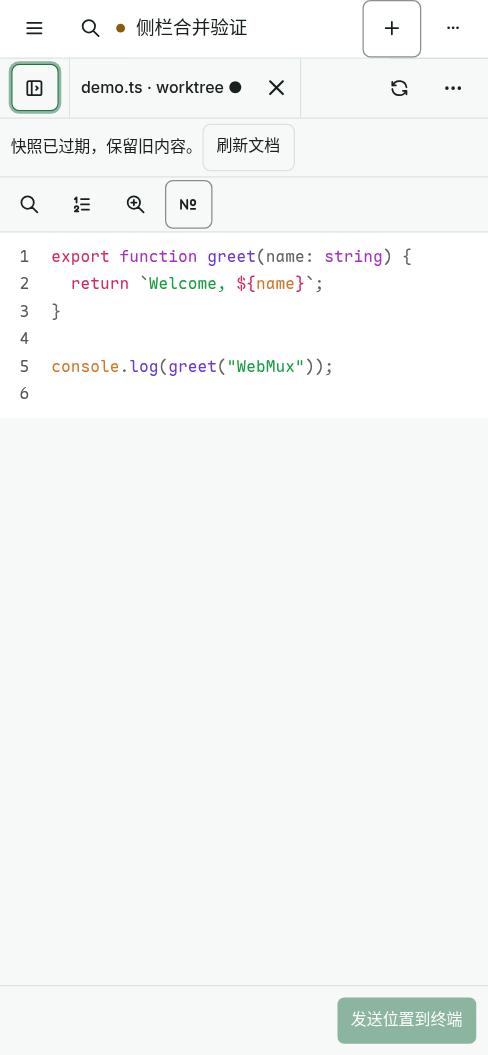 侧栏合并验证
demo.ts · worktree
快照已过期，保留旧内容。 刷新文档
№
1 export function greet(name: string) {
2   return `Welcome, ${name}`;
3 }
4
5 console.log(greet("WebMux"));
6
发送位置到终端